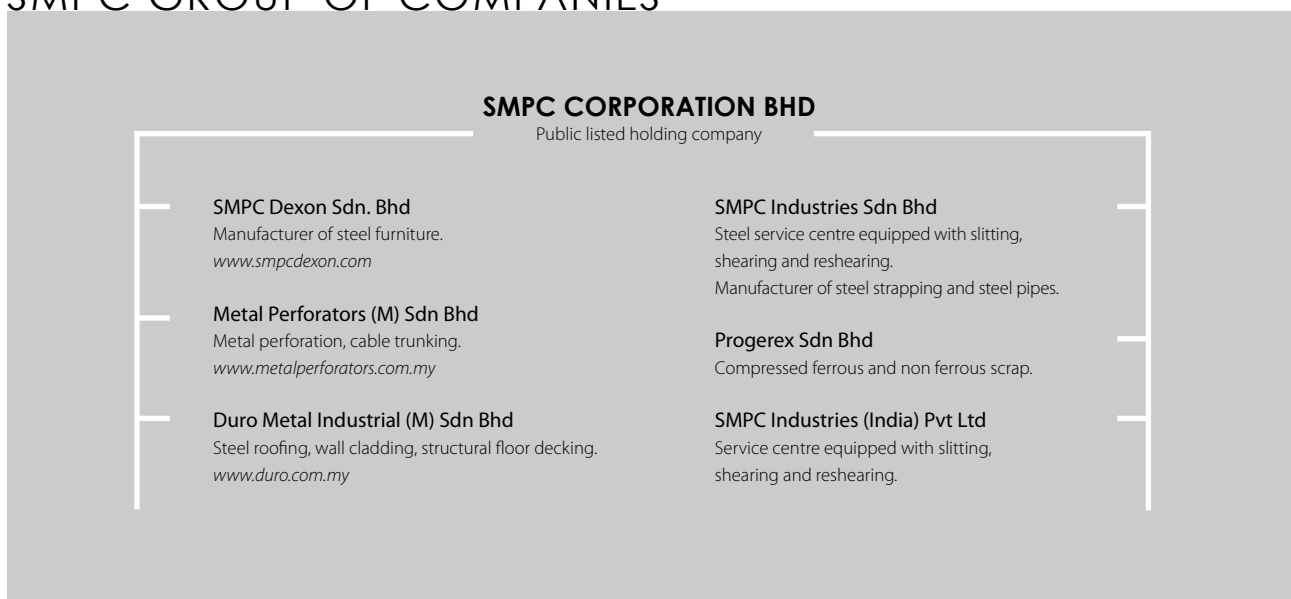 SMPC GROUP OF COMPANIES
SMPC CORPORATION BHD
Public listed holding company
SMPC Dexon Sdn. Bhd
Manufacturer of steel furniture.
www.smpcdexon.com
Metal Perforators (M) Sdn Bhd
Metal perforation, cable trunking.
www.metalperforators.com.my
Duro Metal Industrial (M) Sdn Bhd
Steel roofing, wall cladding, structural floor decking.
www.duro.com.my
SMPC Industries Sdn Bhd
Steel service centre equipped with slitting,
shearing and reshearing.
Manufacturer of steel strapping and steel pipes.
Progerex Sdn Bhd
Compressed ferrous and non ferrous scrap.
SMPC Industries (India) Pvt Ltd
Service centre equipped with slitting,
shearing and reshearing.